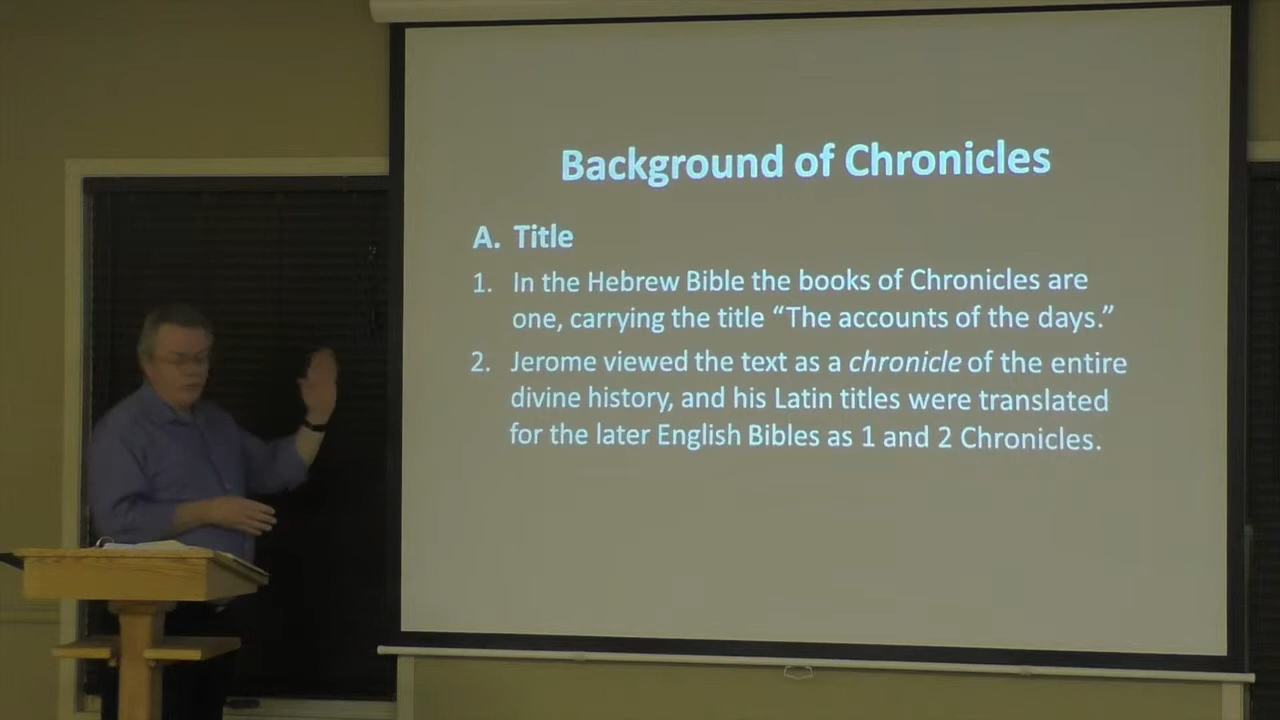 Background of Chronicles
A. Title
1. In the Hebrew Bible the books of Chronicles are
one, carrying the title “The accounts of the days.”
2. Jerome viewed the text as a chronicle of the entire
divine history, and his Latin titles were translated
for the later English Bibles as 1 and 2 Chronicles.